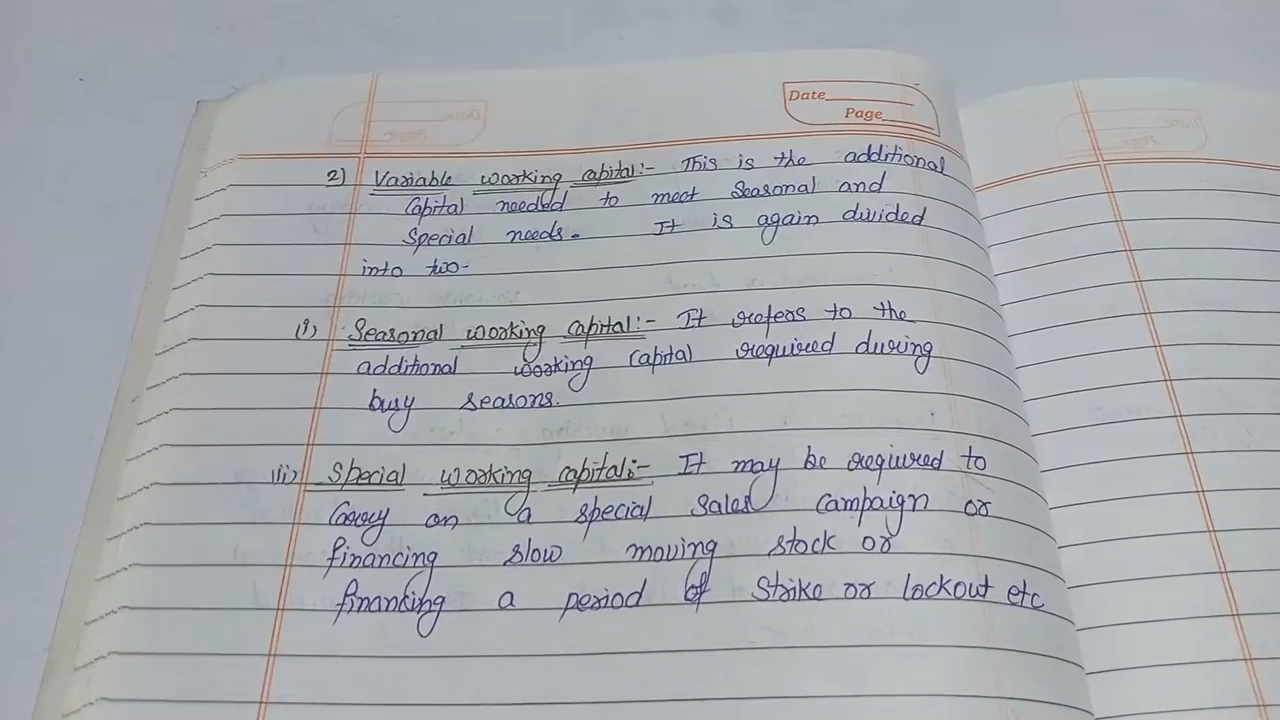 Date
Page
2) Variable working capital:- This is the additional
Capital needed to meet Seasonal and
Special needs. It is again divided
into two-
(i) Seasonal working capital:- It refers to the
additional working capital required during
busy seasons.
(ii) Special working capital:- It may be required to
Carry on a special sales campaign or
financing slow moving stock or
financing a period of Strike or lockout etc